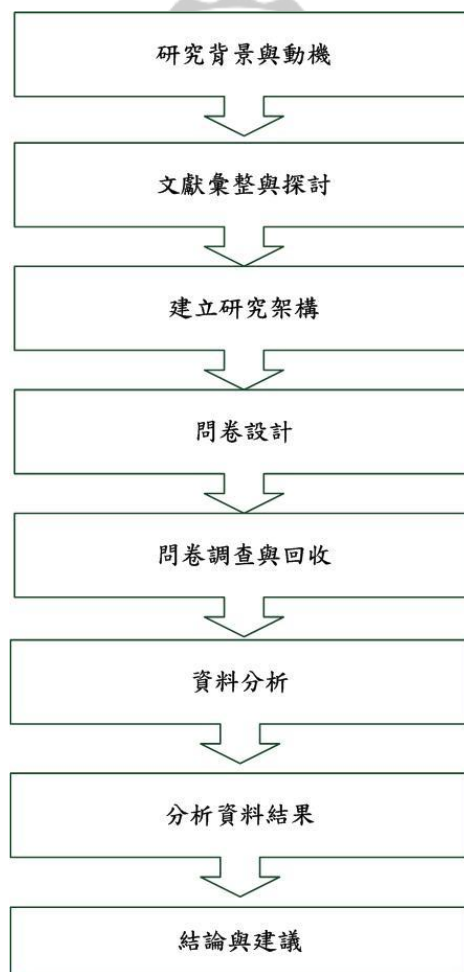 研究背景與動機
文獻彙整與探討
建立研究架構
問卷設計
問卷調查與回收
資料分析
分析資料結果
結論與建議